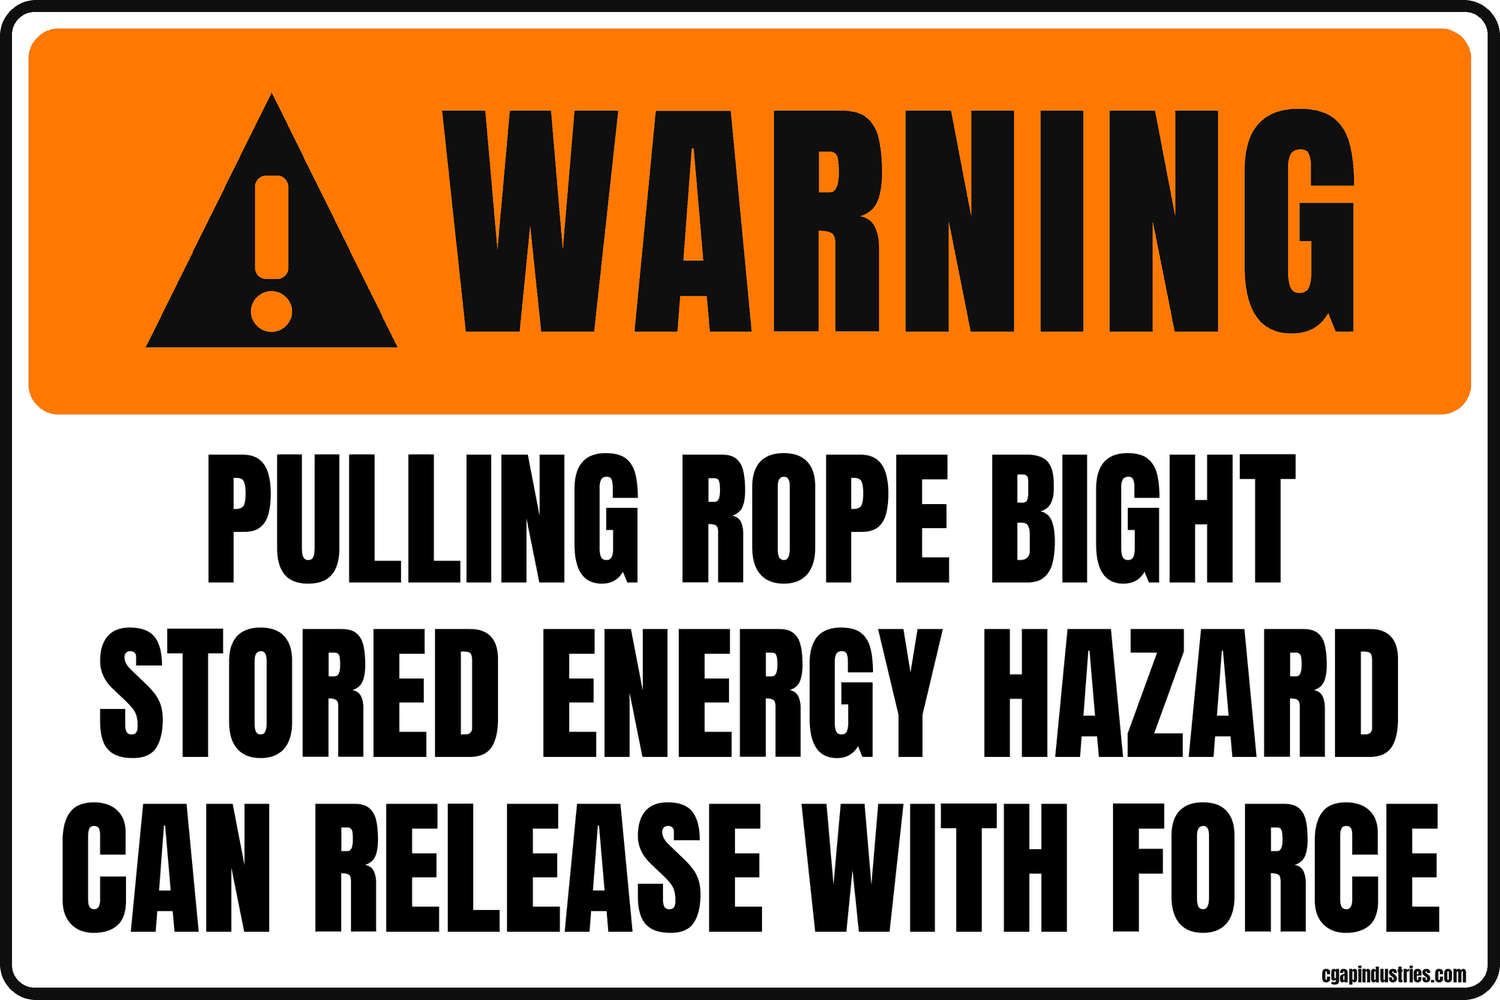 WARNING
PULLING ROPE BIGHT
STORED ENERGY HAZARD
CAN RELEASE WITH FORCE
cgapindustries.com